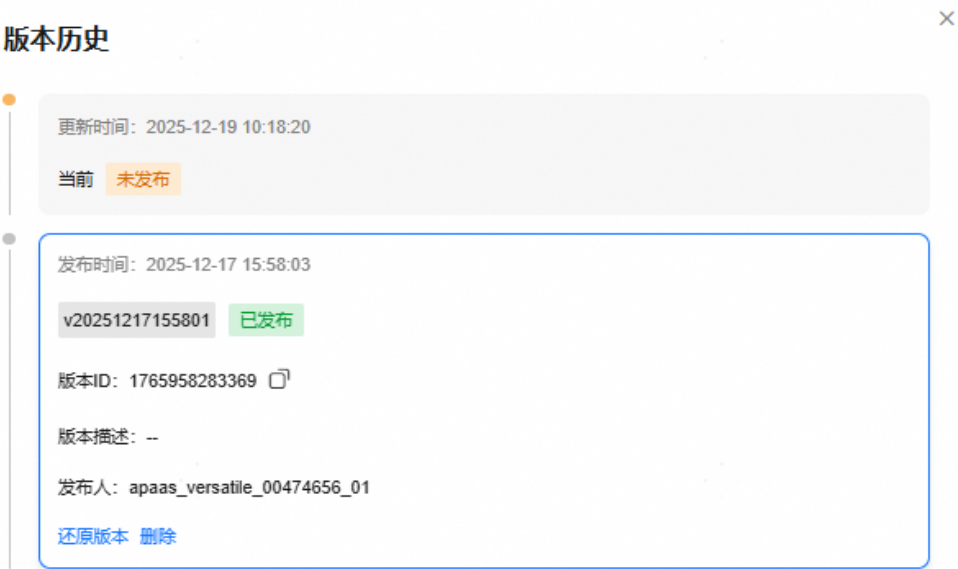 版本历史
更新时间：2025-12-19 10:18:20
当前 未发布
发布时间：2025-12-17 15:58:03
v20251217155801 已发布
版本ID：1765958283369
版本描述：--
发布人：apaas_versatile_00474656_01
还原版本 删除